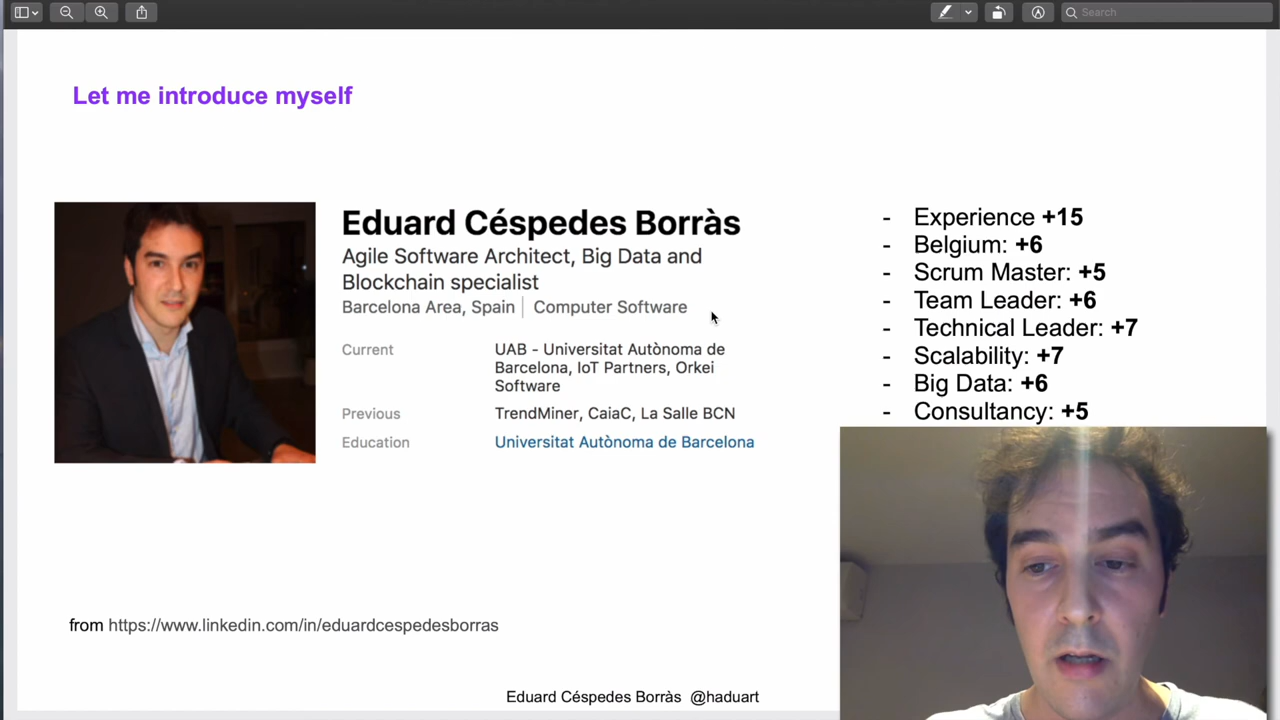 Search
Let me introduce myself
Eduard Céspedes Borràs
Agile Software Architect, Big Data and
Blockchain specialist
Barcelona Area, Spain | Computer Software
Current
UAB - Universitat Autònoma de
Barcelona, IoT Partners, Orkei
Software
Previous
TrendMiner, CaiaC, La Salle BCN
Education
Universitat Autònoma de Barcelona
- Experience +15
- Belgium: +6
- Scrum Master: +5
- Team Leader: +6
- Technical Leader: +7
- Scalability: +7
- Big Data: +6
- Consultancy: +5
from https://www.linkedin.com/in/eduardcespedesborras
Eduard Céspedes Borràs @haduart